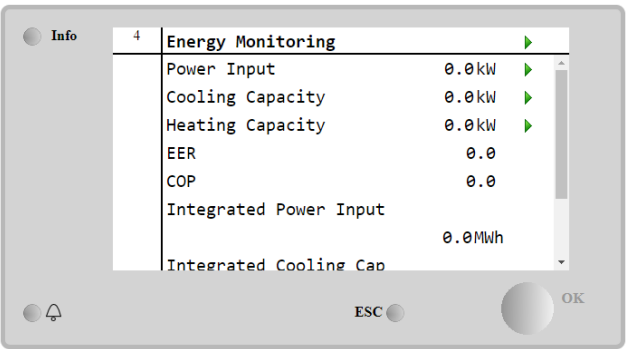 Info
4 Energy Monitoring
Power Input 0.0kW
Cooling Capacity 0.0kW
Heating Capacity 0.0kW
EER 0.0
COP 0.0
Integrated Power Input
0.0MWh
Integrated Cooling Cap
ESC
OK